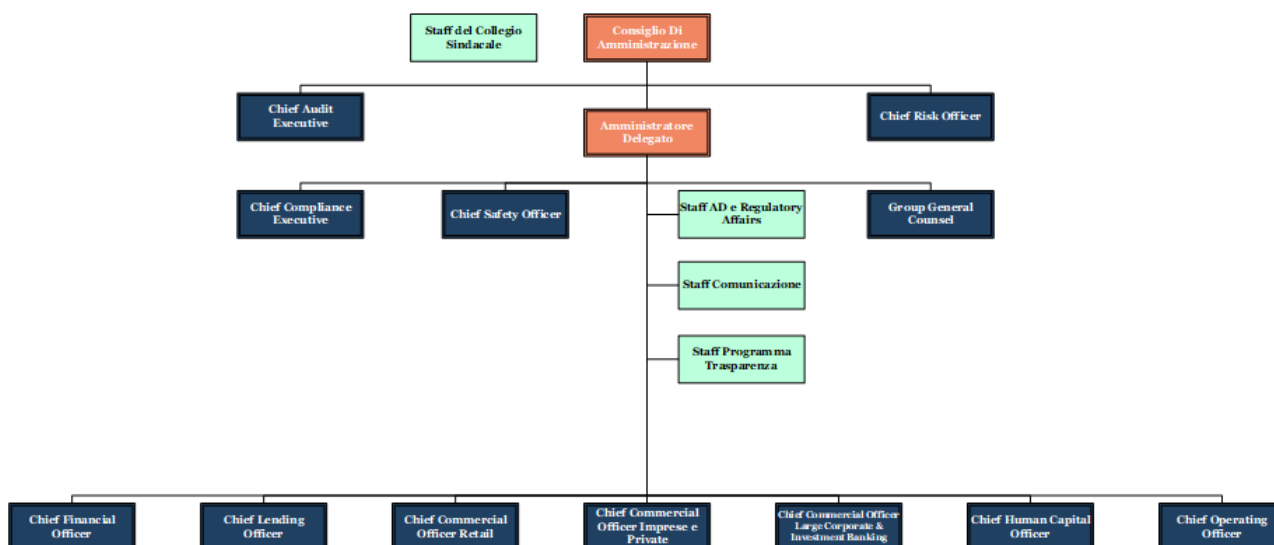 Staff del Collegio
Sindacale
Consiglio Di
Amministrazione
Chief Audit
Executive
Chief Risk Officer
Amministratore
Delegato
Chief Compliance
Executive
Chief Safety Officer
Staff AD e Regulatory
Affairs
Group General
Counsel
Staff Comunicazione
Staff Programma
Trasparenza
Chief Financial
Officer
Chief Lending
Officer
Chief Commercial
Officer Retail
Chief Commercial
Officer Imprese e
Private
Chief Commercial Officer
Large Corporate &
Investment Banking
Chief Human Capital
Officer
Chief Operating
Officer